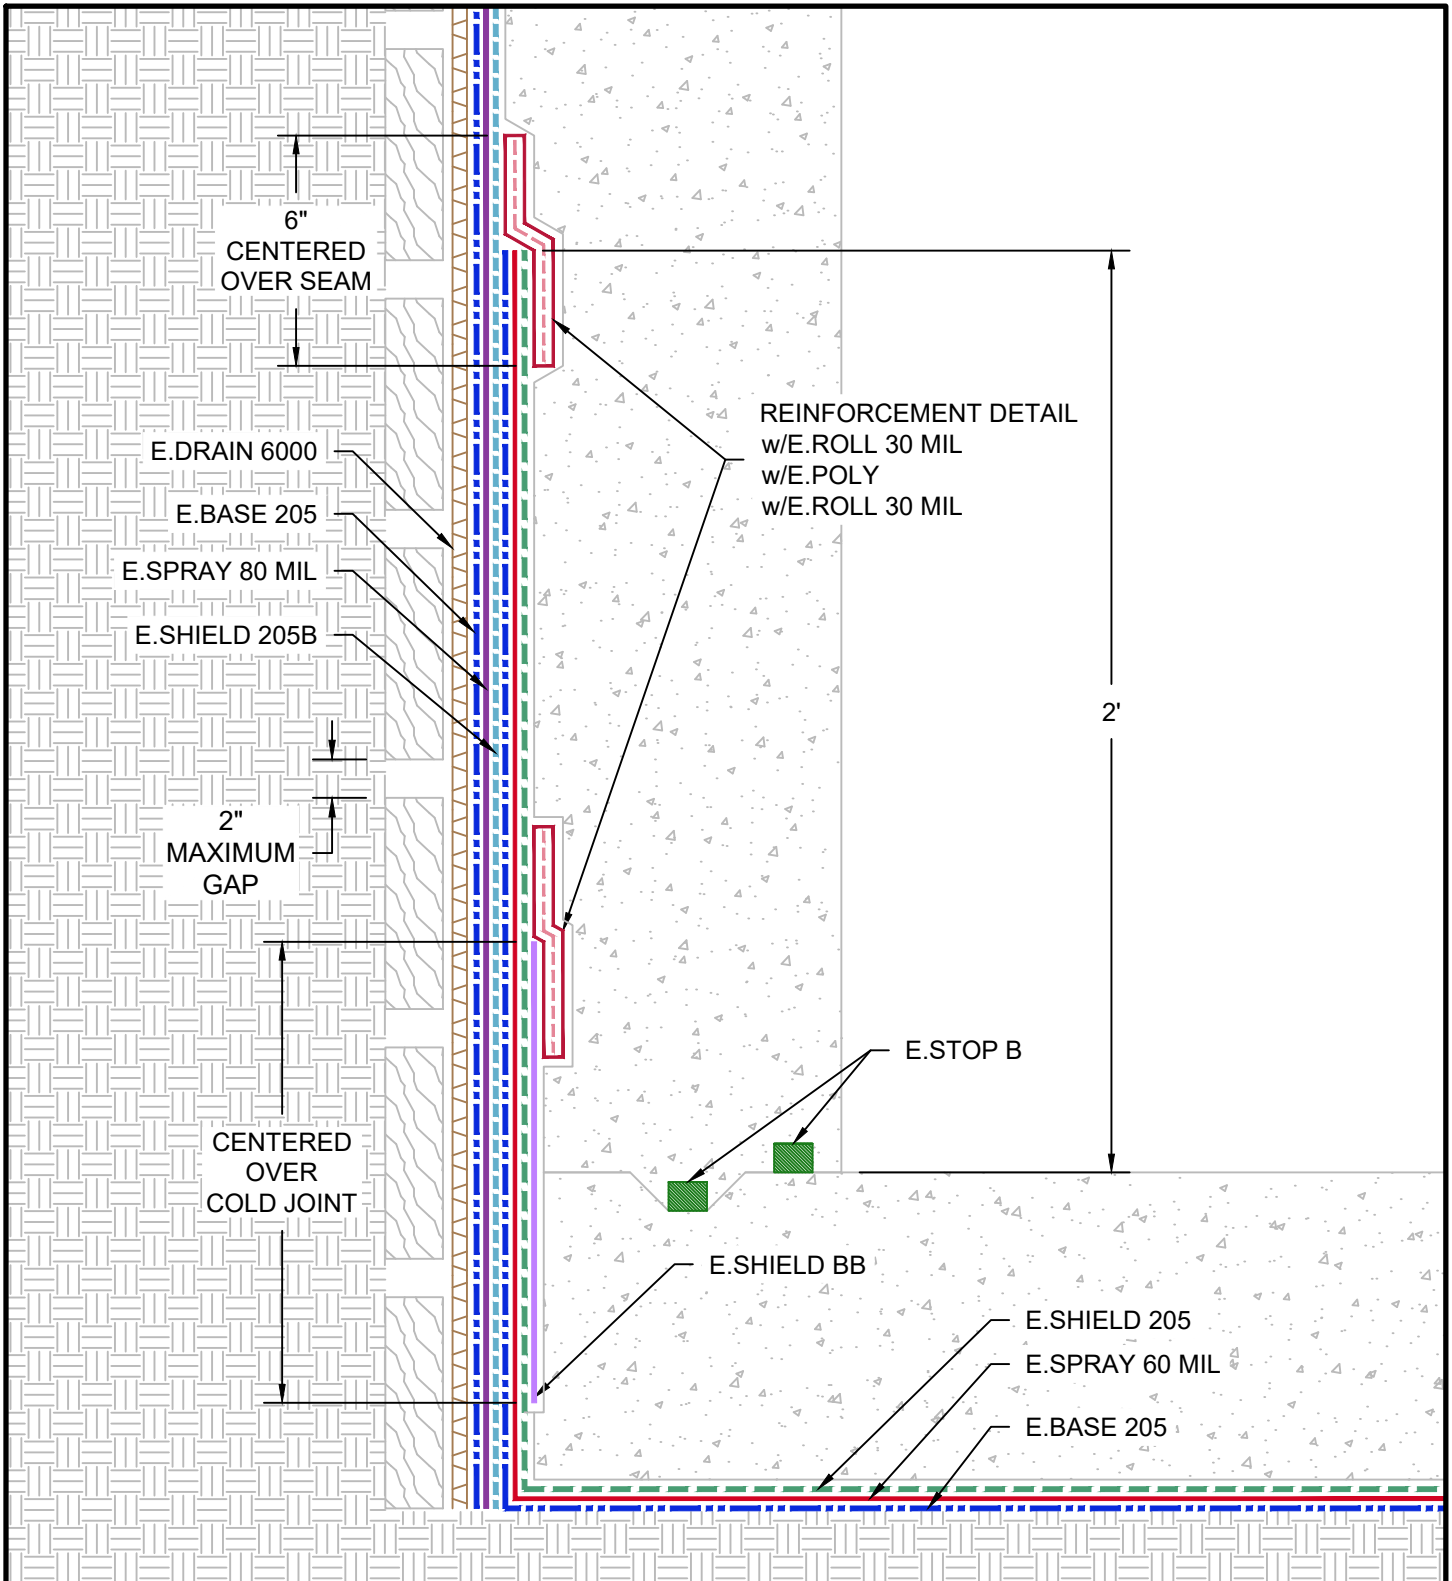 6"
CENTERED
OVER SEAM
REINFORCEMENT DETAIL
w/E.ROLL 30 MIL
w/E.POLY
w/E.ROLL 30 MIL
E.DRAIN 6000
E.BASE 205
E.SPRAY 80 MIL
E.SHIELD 205B
2'
2"
MAXIMUM
GAP
E.STOP B
CENTERED
OVER
COLD JOINT
E.SHIELD BB
E.SHIELD 205
E.SPRAY 60 MIL
E.BASE 205